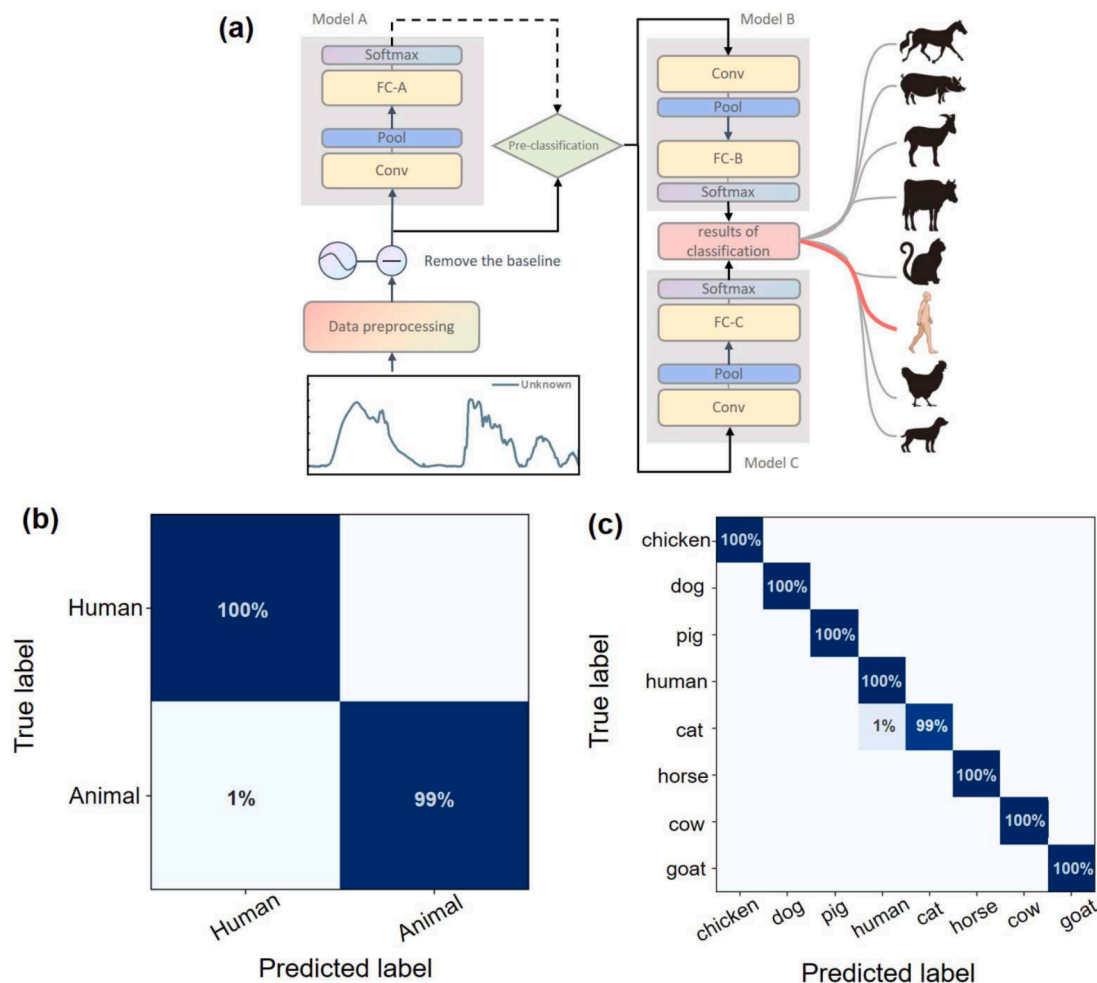 (a)
Model A
Softmax
FC-A
Pool
Conv
Pre-classification
Remove the baseline
Data preprocessing
Unknown
Model B
Conv
Pool
FC-B
Softmax
results of
classification
Softmax
FC-C
Pool
Conv
Model C
(b)
True label
Human
Animal
100%
1%
99%
Human
Animal
Predicted label
(c)
True label
chicken
dog
pig
human
cat
horse
cow
goat
100%
100%
100%
100%
1%
99%
100%
100%
100%
chicken
dog
pig
human
cat
horse
cow
goat
Predicted label